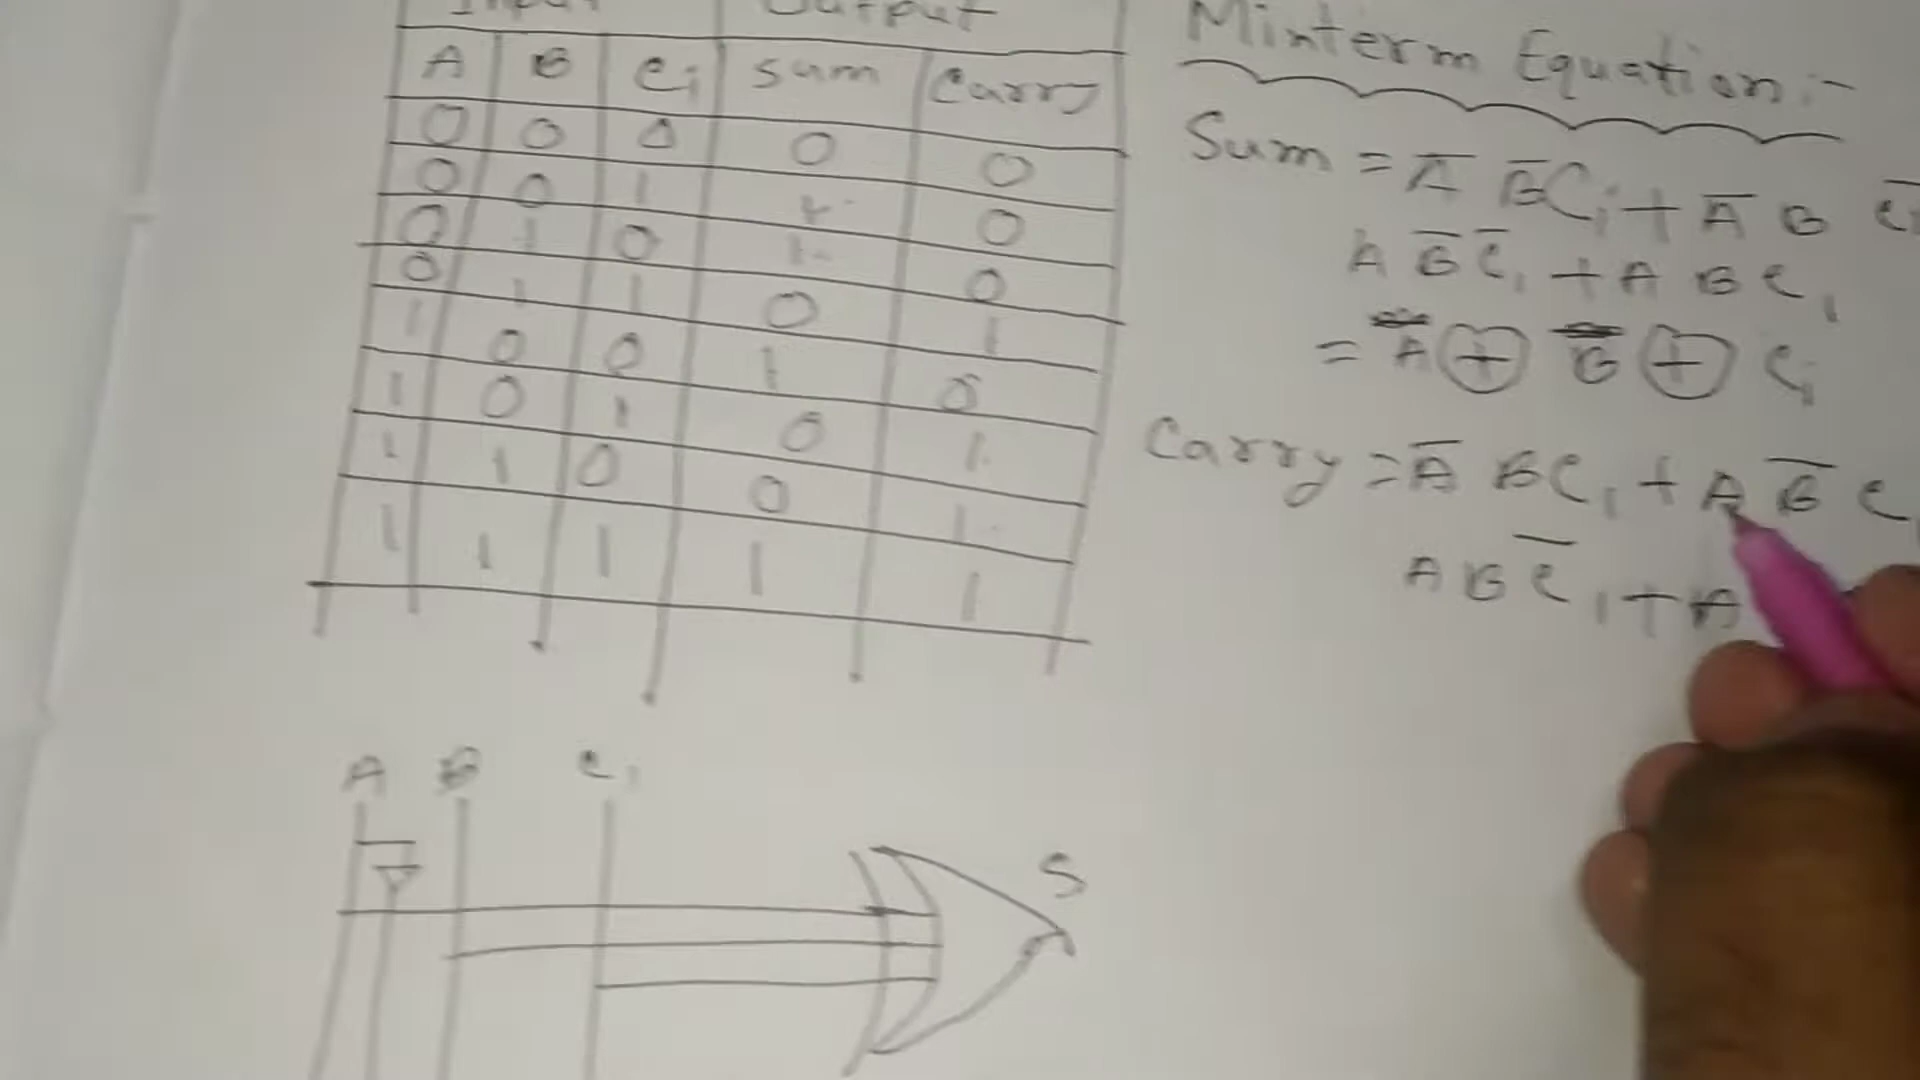 Input Output
A B Ci Sum Carry
0 0 0 0 0
0 0 1 1 0
0 1 0 1 0
0 1 1 0 1
1 0 0 1 0
1 0 1 0 1
1 1 0 0 1
1 1 1 1 1
Minterm Equation:-
Sum = A̅ B̅Ci + A̅ B C̅i
A B̅ C̅i + A B Ci
= A ⊕ B ⊕ Ci
Carry = A̅ BCi + A B̅ Ci
A B C̅i + A
A B Ci
S